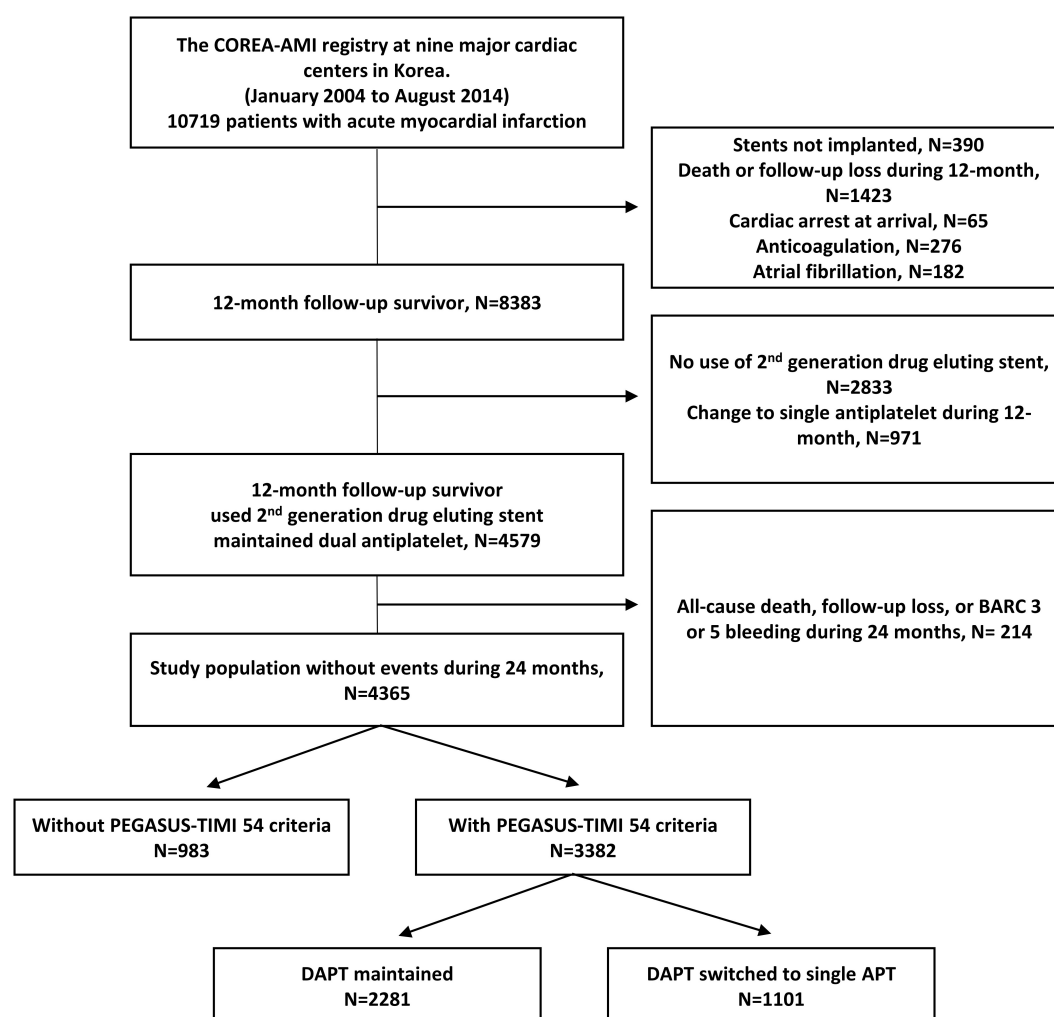 The COREA-AMI registry at nine major cardiac
centers in Korea.
(January 2004 to August 2014)
10719 patients with acute myocardial infarction
Stents not implanted, N=390
Death or follow-up loss during 12-month,
N=1423
Cardiac arrest at arrival, N=65
Anticoagulation, N=276
Atrial fibrillation, N=182
12-month follow-up survivor, N=8383
No use of 2nd generation drug eluting stent,
N=2833
Change to single antiplatelet during 12-
month, N=971
12-month follow-up survivor
used 2nd generation drug eluting stent
maintained dual antiplatelet, N=4579
All-cause death, follow-up loss, or BARC 3
or 5 bleeding during 24 months, N= 214
Study population without events during 24 months,
N=4365
Without PEGASUS-TIMI 54 criteria
N=983
With PEGASUS-TIMI 54 criteria
N=3382
DAPT maintained
N=2281
DAPT switched to single APT
N=1101